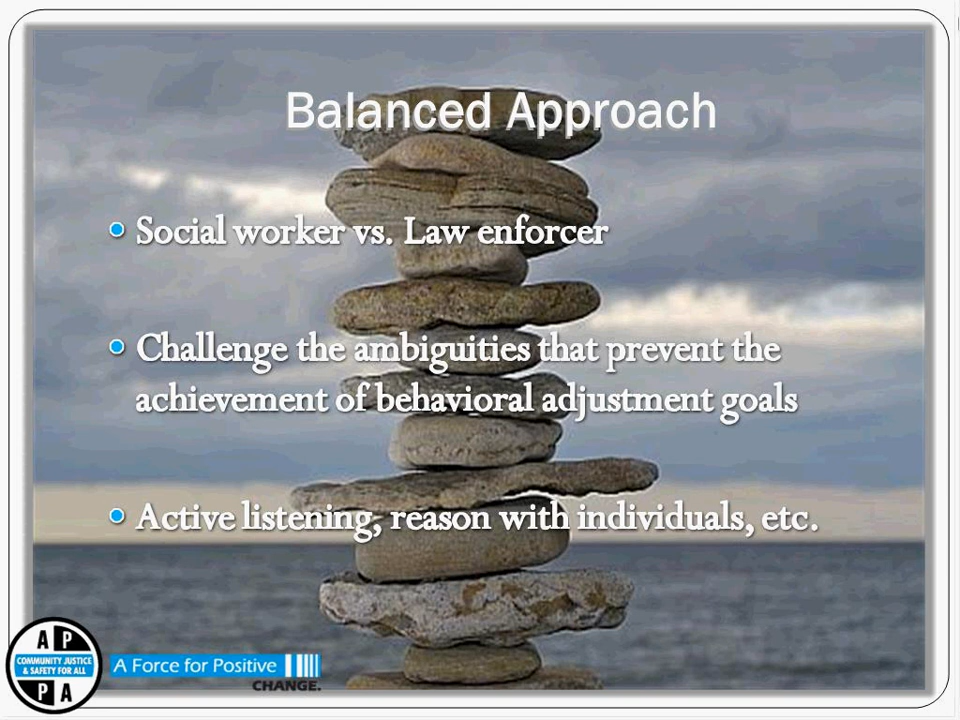 Balanced Approach
Social worker vs. Law enforcer
Challenge the ambiguities that prevent the
achievement of behavioral adjustment goals
Active listening, reason with individuals, etc.
A P
COMMUNITY JUSTICE
& SAFETY FOR ALL
P A
A Force for Positive
CHANGE.